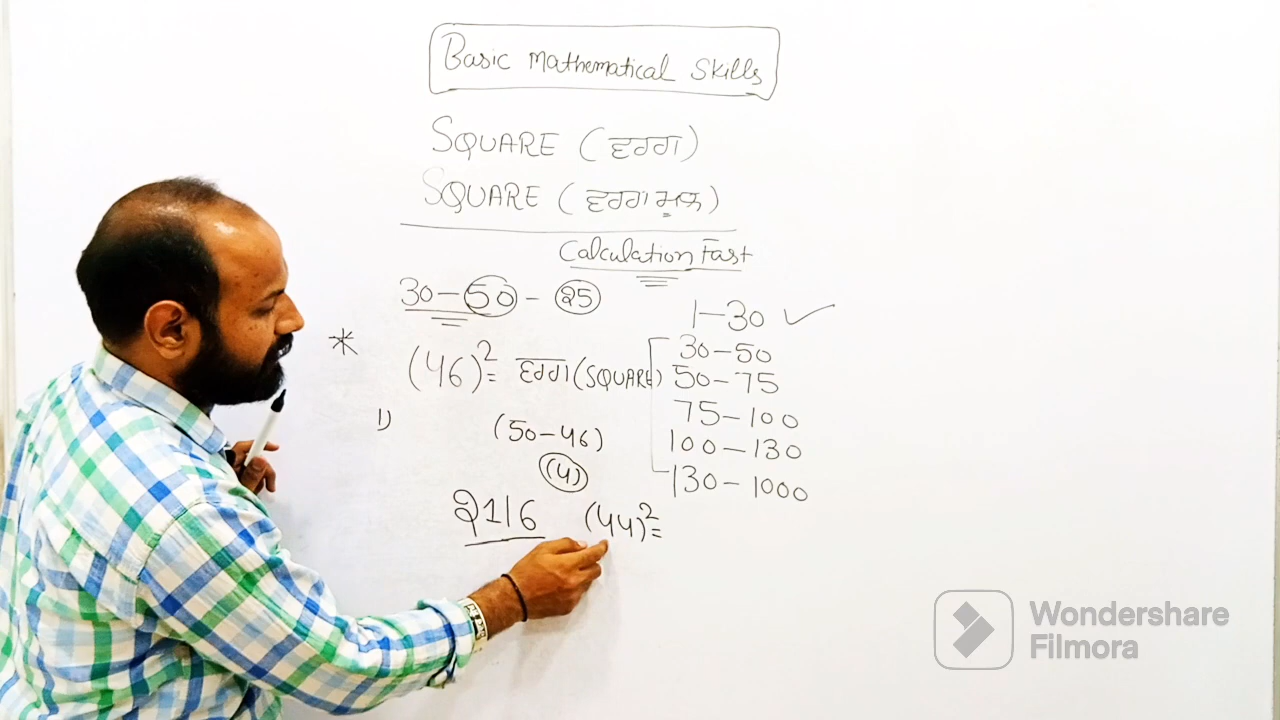 Basic Mathematical Skills
SQUARE (ਵਰਗ)
SQUARE (ਵਰਗ ਮੂਲ)
Calculation Fast
30-50 - 25
1-30 ✓
* (46)²= ਵਰਗ (SQUARE)
30-50
50-75
75-100
100-130
130-1000
1) (50-46)
(4)
2116 (44)²=
Wondershare
Filmora